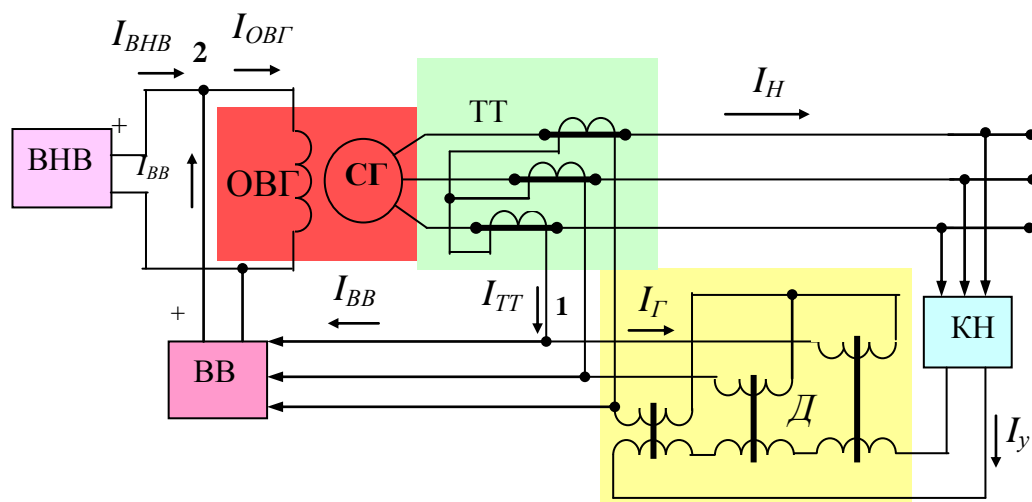 I_ВНВ
2
I_ОВГ
I_Н
ТТ
+
ВНВ
I_ВВ
ОВГ
СГ
I_ВВ
I_ТТ
1
I_Г
+
ВВ
КН
Д
I_у